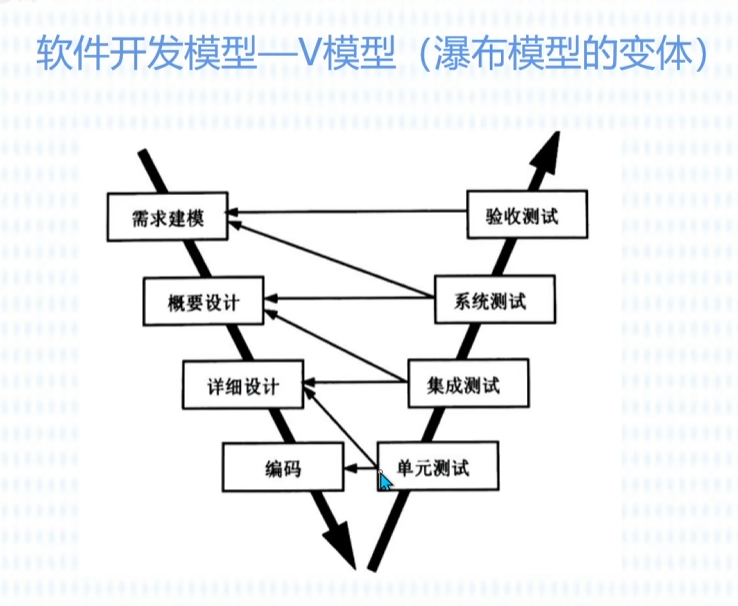 软件开发模型—V模型（瀑布模型的变体）
需求建模
验收测试
概要设计
系统测试
详细设计
集成测试
编码
单元测试